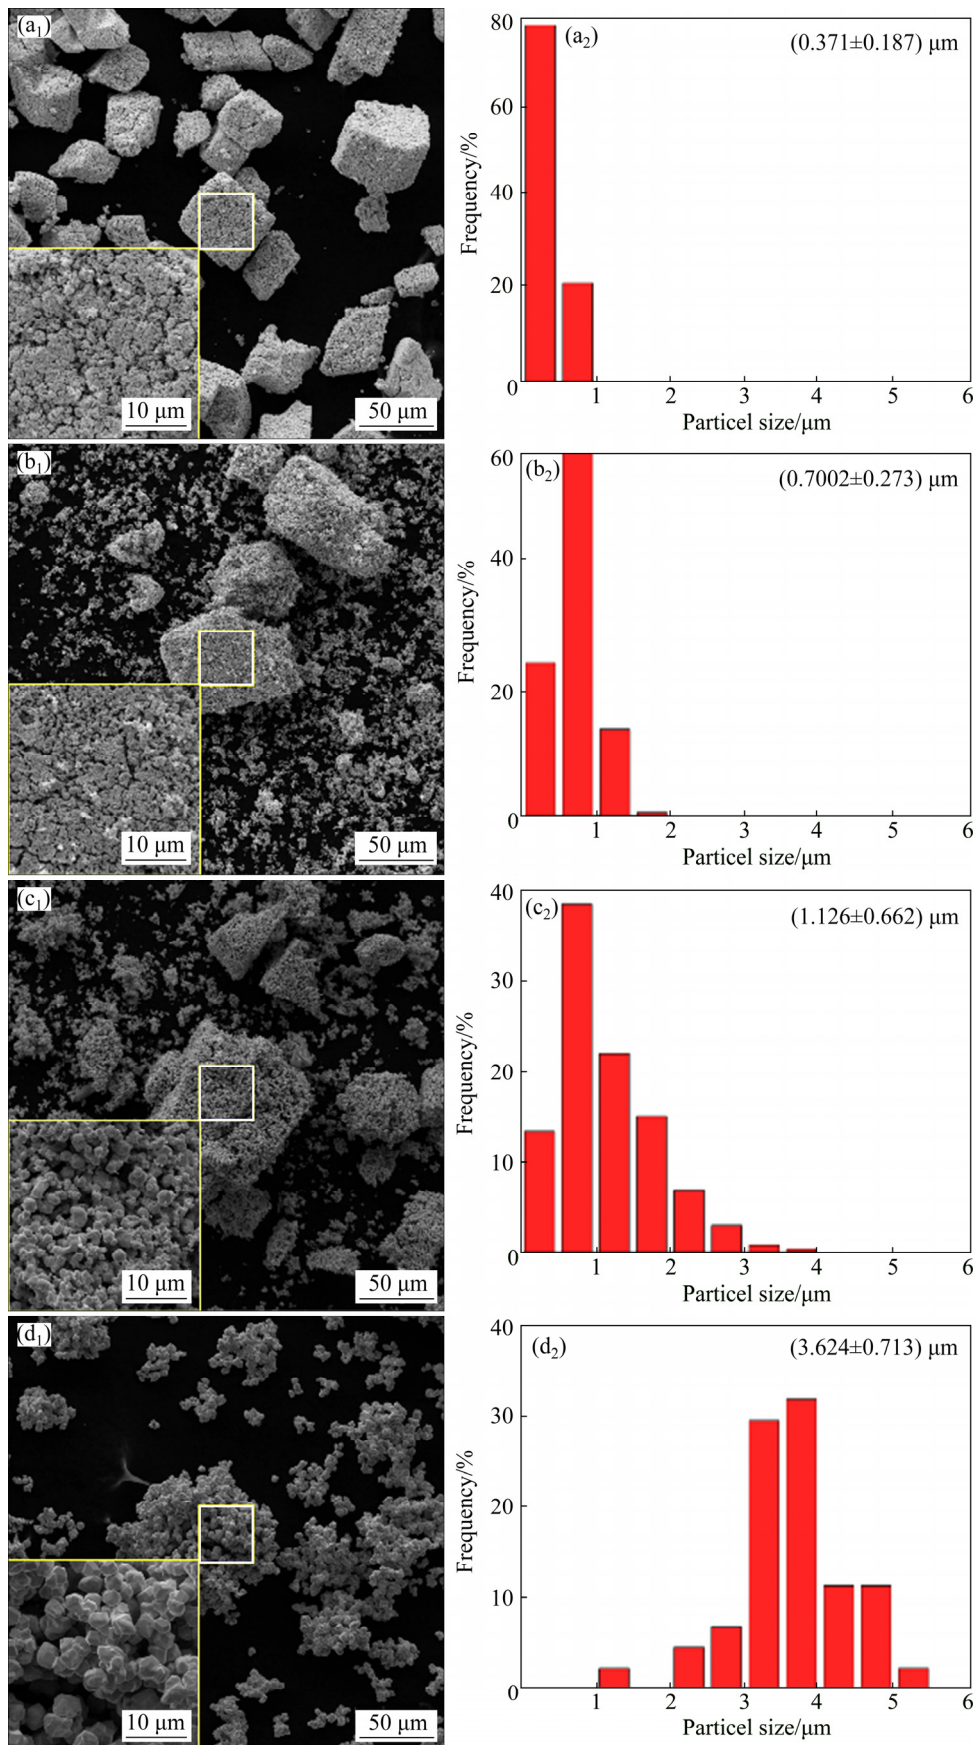 (a1)
10 μm
50 μm
80
(a2)
(0.371±0.187) μm
60
40
20
0
Frequency/%
1 2 3 4 5 6
Particel size/μm
(b1)
10 μm
50 μm
60
(b2)
(0.7002±0.273) μm
40
20
0
Frequency/%
1 2 3 4 5 6
Particel size/μm
(c1)
10 μm
50 μm
40
(c2)
(1.126±0.662) μm
30
20
10
0
Frequency/%
1 2 3 4 5 6
Particel size/μm
(d1)
10 μm
50 μm
40
(d2)
(3.624±0.713) μm
30
20
10
0
Frequency/%
1 2 3 4 5 6
Particel size/μm